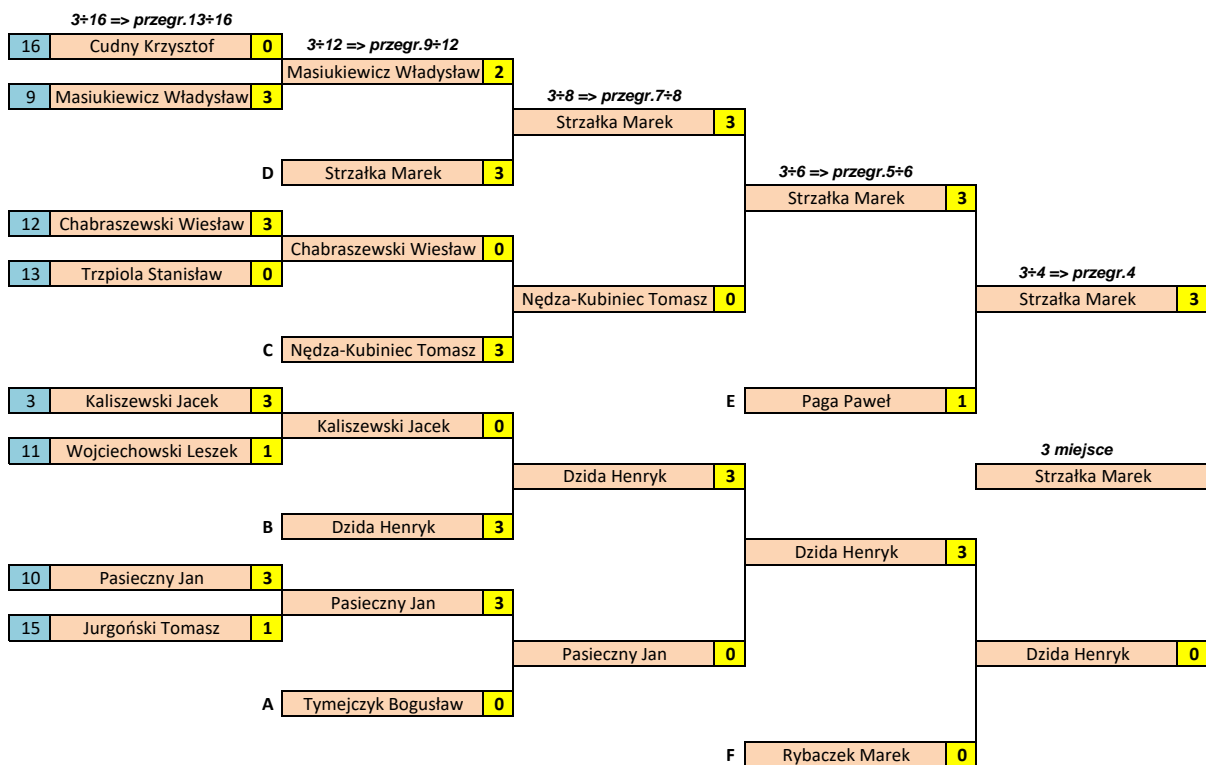 3÷16 => przegr.13÷16
16 Cudny Krzysztof 0
3÷12 => przegr.9÷12
Masiukiewicz Władysław 2
9 Masiukiewicz Władysław 3
3÷8 => przegr.7÷8
Strzałka Marek 3
D Strzałka Marek 3
3÷6 => przegr.5÷6
Strzałka Marek 3
12 Chabraszewski Wiesław 3
Chabraszewski Wiesław 0
13 Trzpiola Stanisław 0
3÷4 => przegr.4
Nędza-Kubiniec Tomasz 0
Strzałka Marek 3
C Nędza-Kubiniec Tomasz 3
3 Kaliszewski Jacek 3
E Paga Paweł 1
Kaliszewski Jacek 0
11 Wojciechowski Leszek 1
3 miejsce
Dzida Henryk 3
Strzałka Marek
B Dzida Henryk 3
Dzida Henryk 3
10 Pasieczny Jan 3
Pasieczny Jan 3
15 Jurgoński Tomasz 1
Pasieczny Jan 0
Dzida Henryk 0
A Tymejczyk Bogusław 0
F Rybaczek Marek 0